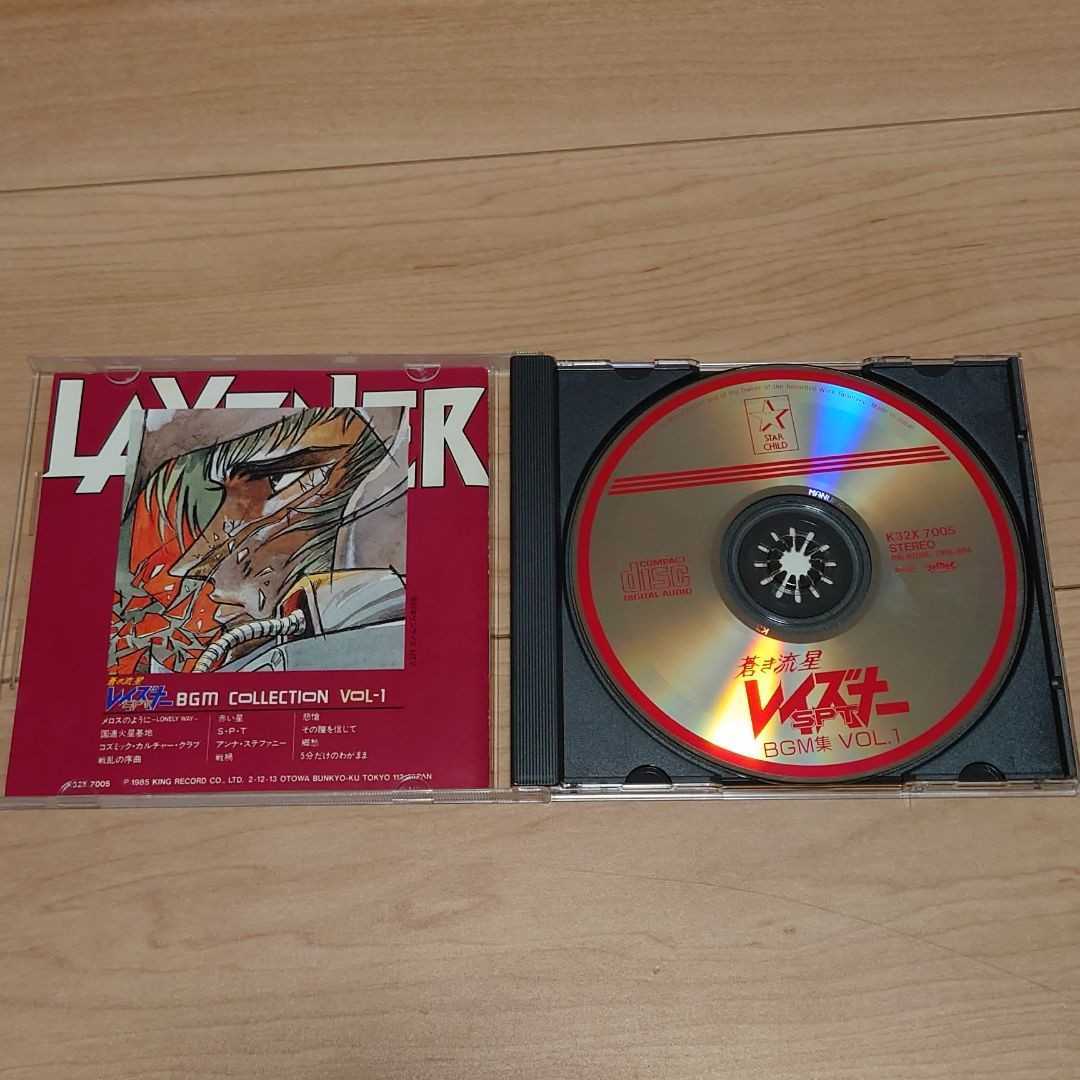 LAYZNER
蒼き流星
レイズナー
SPT
BGM COLLECTION VOL-1
メロスのように-LONELY WAY- 赤い星 悲愴
国連火星基地 S・P・T その瞳を信じて
コズミック・カルチャー・クラブ アンナ・ステファニー 郷愁
戦乱の序曲 戦禍 5分だけのわがまま
K32X 7005 ℗1985 KING RECORD CO., LTD. 2-12-13 OTOWA BUNKYO-KU TOKYO 112 JAPAN
STAR
CHILD
MANU
K32X 7005
STEREO
COMPACT
disc
DIGITAL AUDIO
K3
蒼き流星
レイズナー
SPT
BGM集 VOL.1